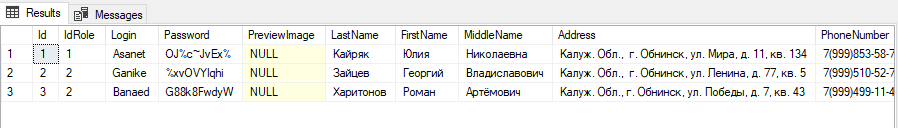 Results Messages
Id IdRole Login Password PreviewImage LastName FirstName MiddleName Address PhoneNumber
1 1 1 Asanet OJ%c~JvEx% NULL Кайряк Юлия Николаевна Калуж. Обл., г. Обнинск, ул. Мира, д. 11, кв. 134 7(999)853-58-7
2 2 2 Ganike %xvOVYlqhi NULL Зайцев Георгий Владиславович Калуж. Обл., г. Обнинск, ул. Ленина, д. 77, кв. 5 7(999)510-52-7
3 3 2 Banaed G88k8FwdyW NULL Харитонов Роман Артёмович Калуж. Обл., г. Обнинск, ул. Победы, д. 7, кв. 43 7(999)499-11-4